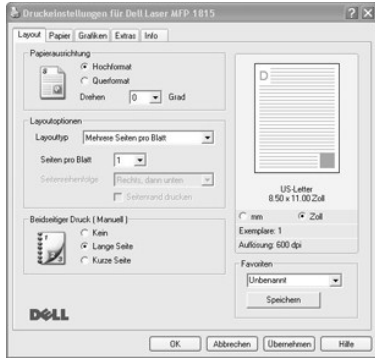 Druckeinstellungen für Dell Laser MFP 1815
Layout Papier Grafiken Extras Info
Papierausrichtung
Hochformat
Querformat
Drehen 0 Grad
Layoutoptionen
Layouttyp Mehrere Seiten pro Blatt
Seiten pro Blatt 1
Seitenreihenfolge Rechts, dann unten
Seitenrand drucken
Beidseitiger Druck ( Manuell )
Kein
Lange Seite
Kurze Seite
DELL
D
US-Letter
8.50 x 11.00 Zoll
mm Zoll
Exemplare: 1
Auflösung: 600 dpi
Favoriten
Unbenannt
Speichern
OK Abbrechen Übernehmen Hilfe